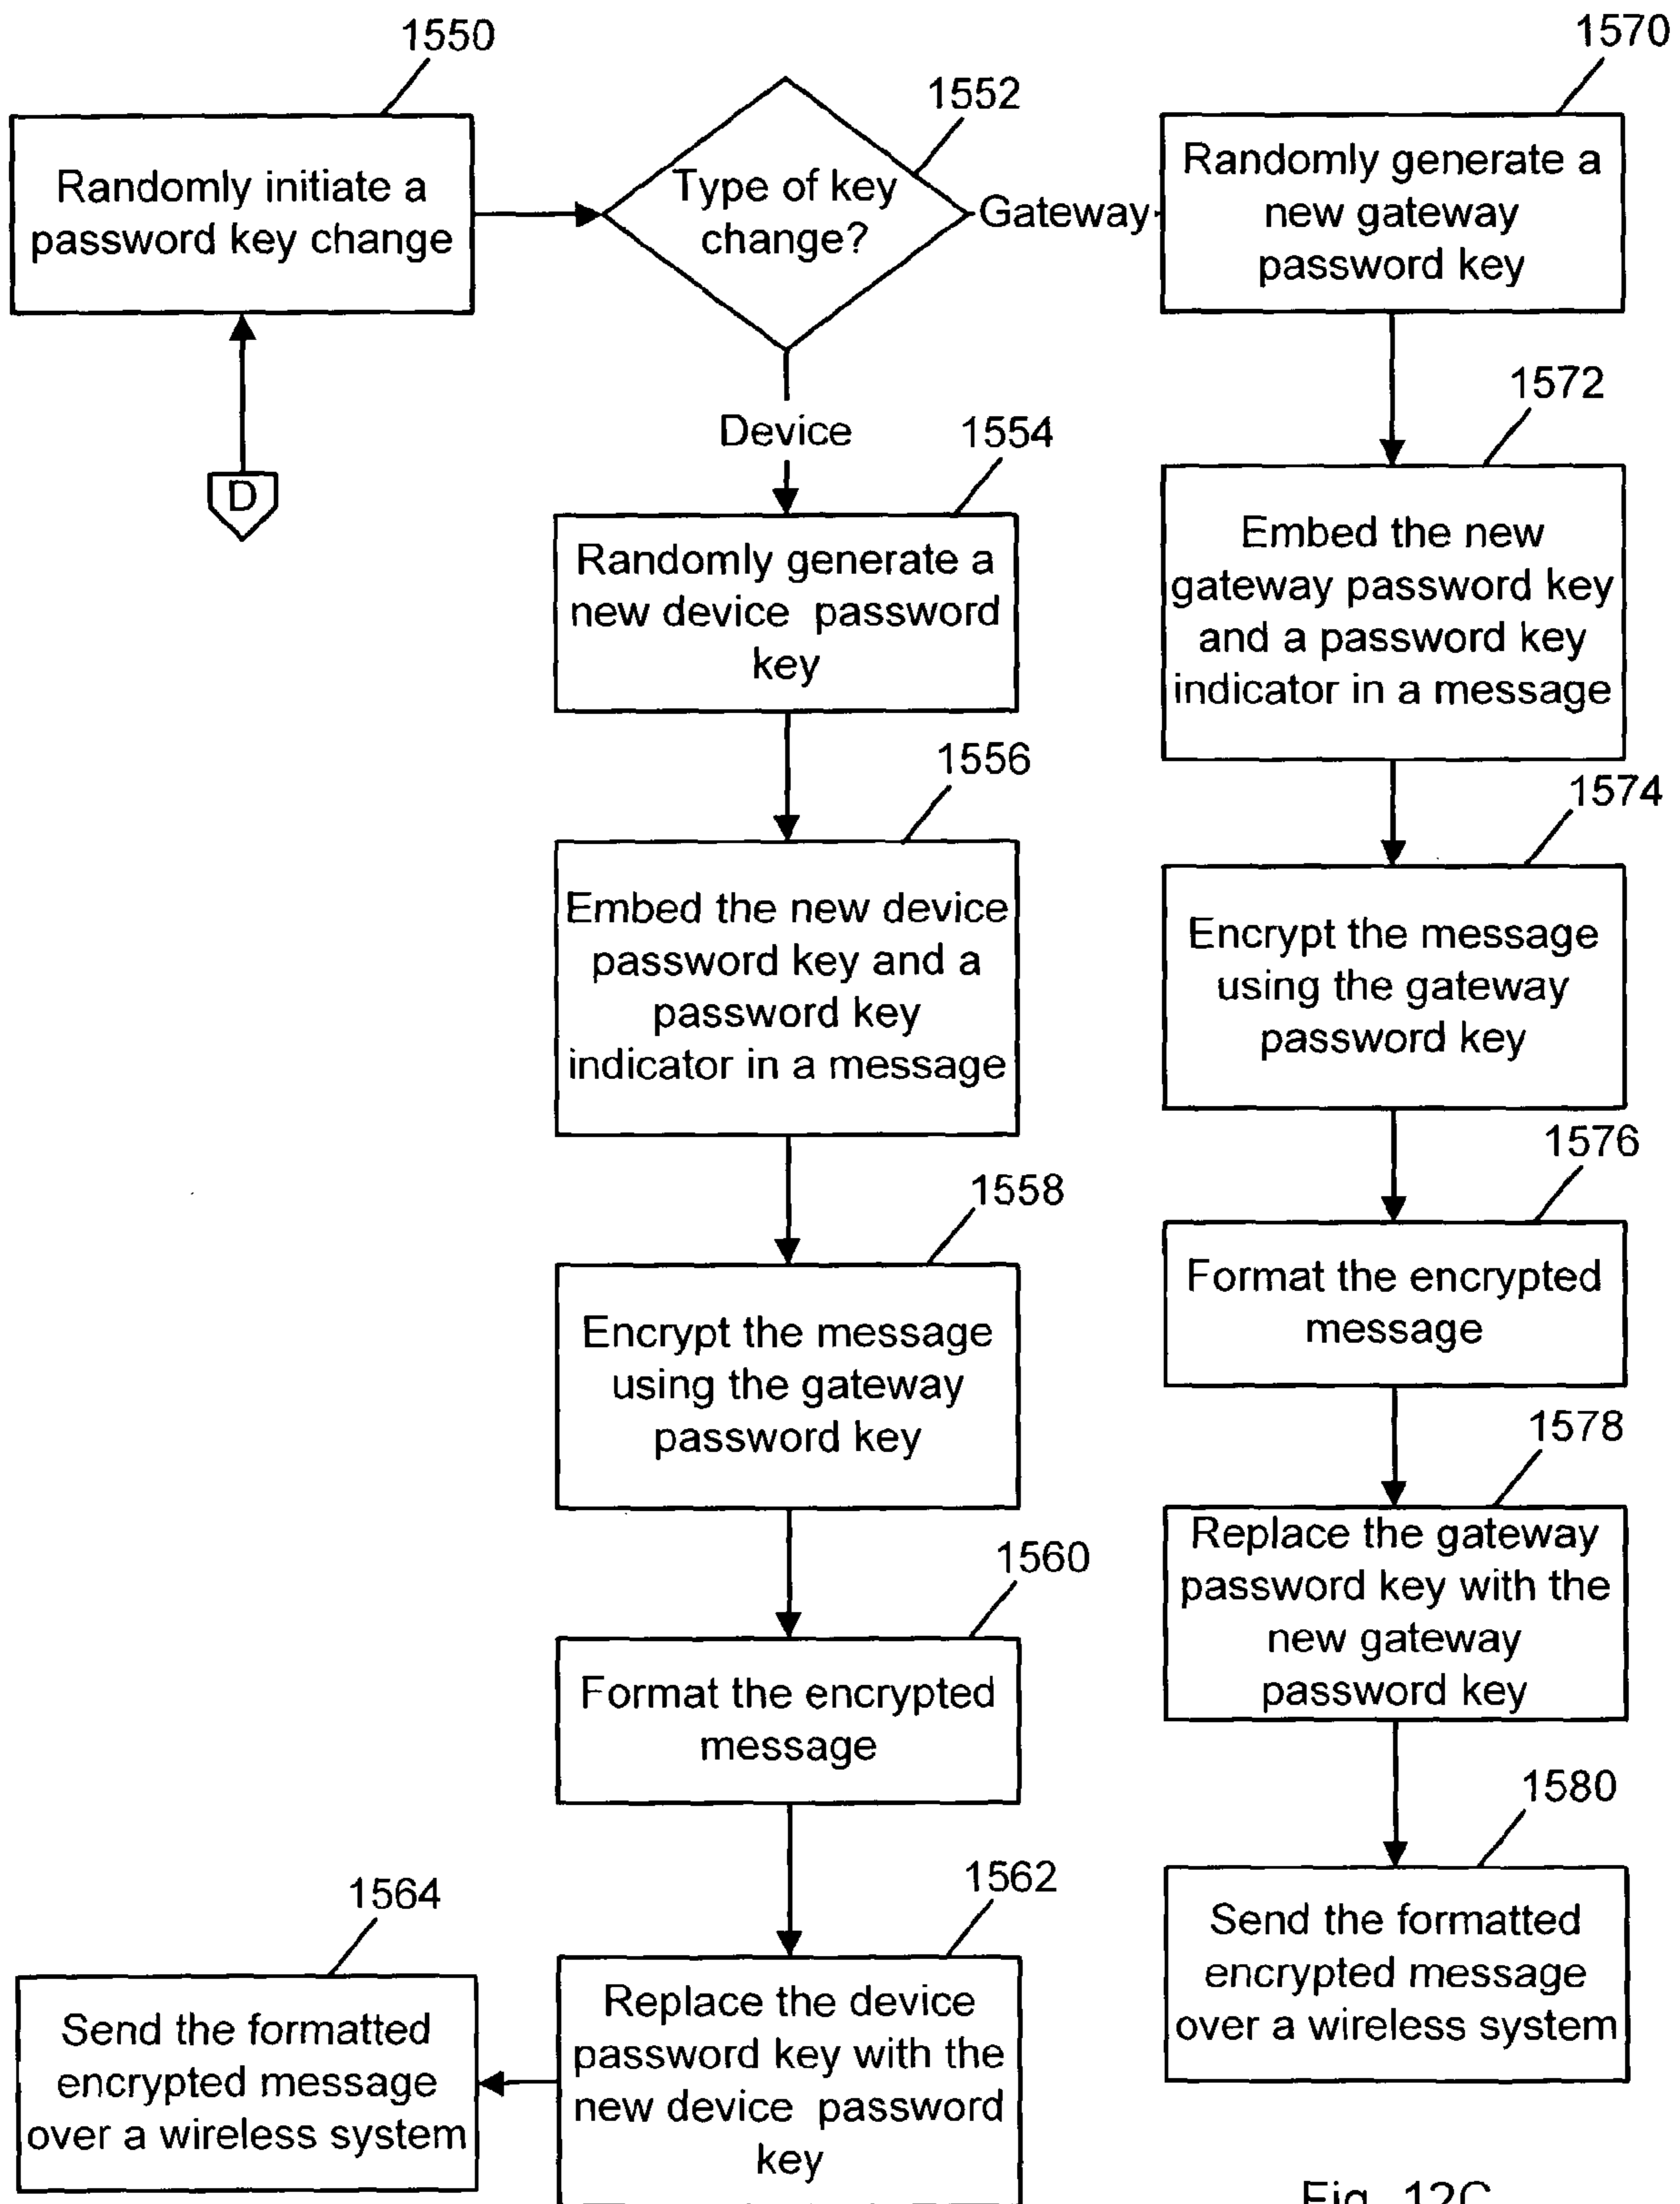 1550
Randomly initiate a
password key change
D
1552
Type of key
change?
Gateway
Device
1554
Randomly generate a
new device password
key
1556
Embed the new device
password key and a
password key
indicator in a message
1558
Encrypt the message
using the gateway
password key
1560
Format the encrypted
message
1562
Replace the device
password key with the
new device password
key
1564
Send the formatted
encrypted message
over a wireless system
1570
Randomly generate a
new gateway
password key
1572
Embed the new
gateway password key
and a password key
indicator in a message
1574
Encrypt the message
using the gateway
password key
1576
Format the encrypted
message
1578
Replace the gateway
password key with the
new gateway
password key
1580
Send the formatted
encrypted message
over a wireless system
Fig. 12C